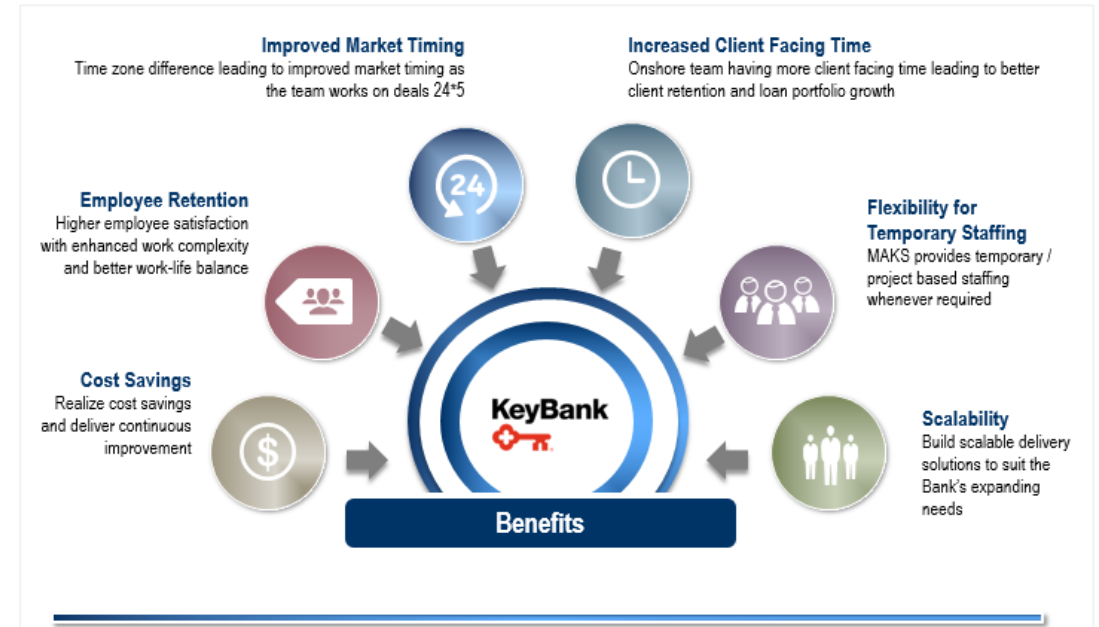 Improved Market Timing
Time zone difference leading to improved market timing as
the team works on deals 24*5
Increased Client Facing Time
Onshore team having more client facing time leading to better
client retention and loan portfolio growth
24
Employee Retention
Higher employee satisfaction
with enhanced work complexity
and better work-life balance
Flexibility for
Temporary Staffing
MAKS provides temporary /
project based staffing
whenever required
Cost Savings
Realize cost savings
and deliver continuous
improvement
$
KeyBank
Scalability
Build scalable delivery
solutions to suit the
Bank's expanding
needs
Benefits